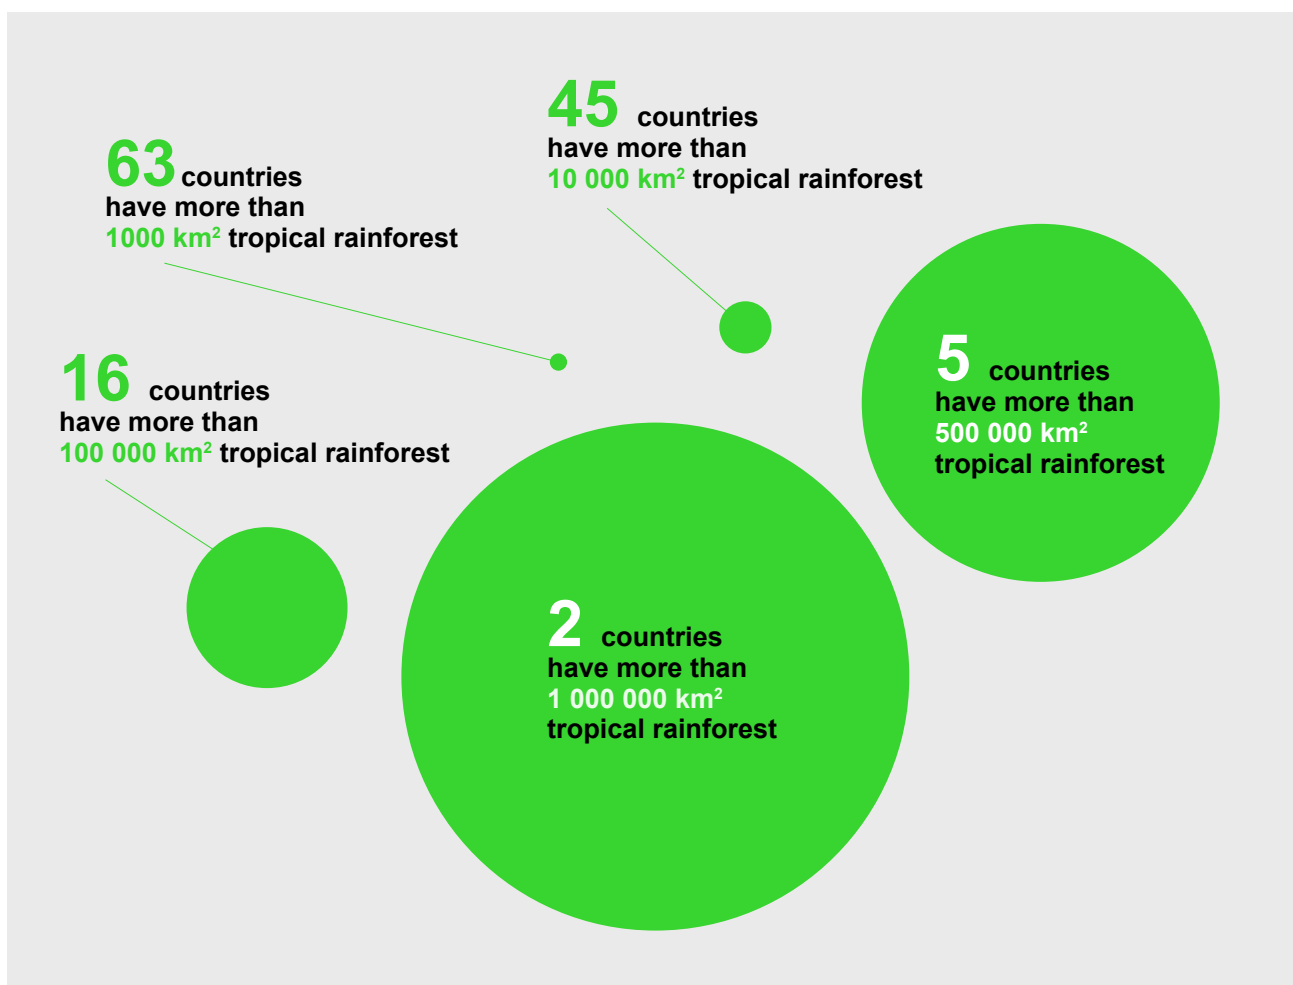 45 countries
have more than
10 000 km² tropical rainforest
63 countries
have more than
1000 km² tropical rainforest
16 countries
have more than
100 000 km² tropical rainforest
5 countries
have more than
500 000 km²
tropical rainforest
2 countries
have more than
1 000 000 km²
tropical rainforest